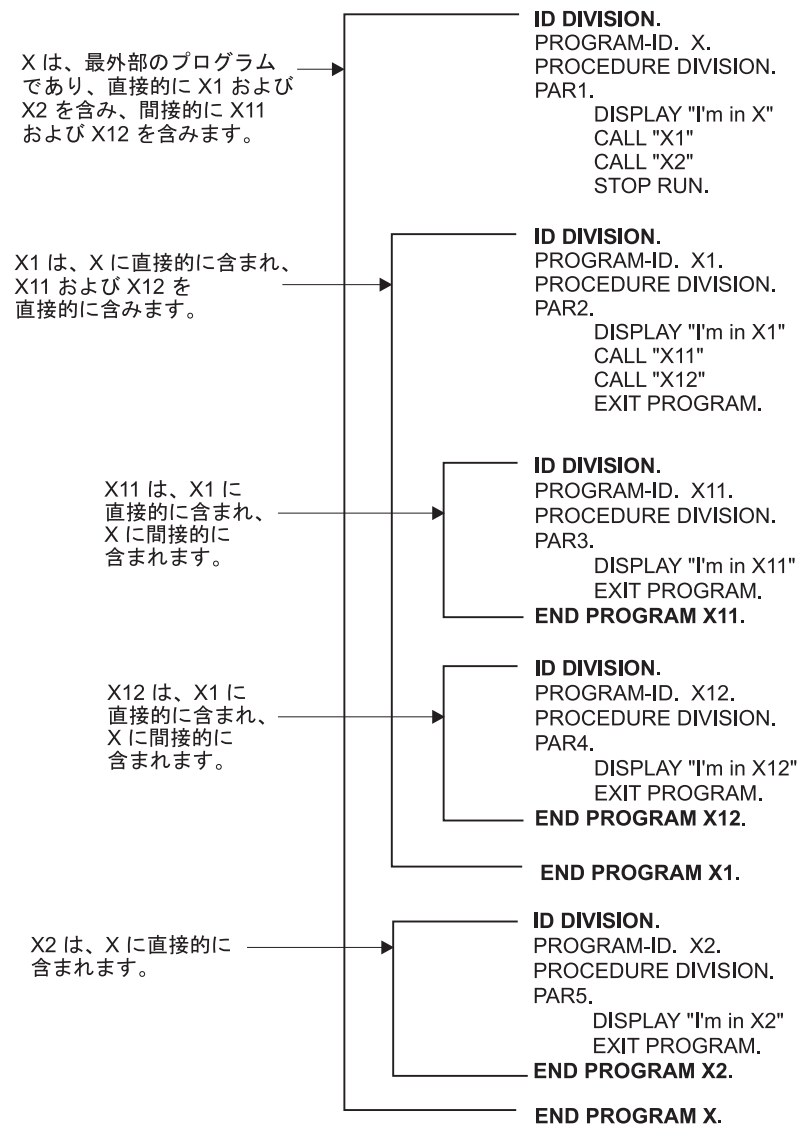 X は、最外部のプログラム
であり、直接的に X1 および
X2 を含み、間接的に X11
および X12 を含みます。
ID DIVISION.
PROGRAM-ID. X.
PROCEDURE DIVISION.
PAR1.
DISPLAY "I'm in X"
CALL "X1"
CALL "X2"
STOP RUN.
X1 は、X に直接的に含まれ、
X11 および X12 を
直接的に含みます。
ID DIVISION.
PROGRAM-ID. X1.
PROCEDURE DIVISION.
PAR2.
DISPLAY "I'm in X1"
CALL "X11"
CALL "X12"
EXIT PROGRAM.
X11 は、X1 に
直接的に含まれ、
X に間接的に
含まれます。
ID DIVISION.
PROGRAM-ID. X11.
PROCEDURE DIVISION.
PAR3.
DISPLAY "I'm in X11"
EXIT PROGRAM.
END PROGRAM X11.
X12 は、X1 に
直接的に含まれ、
X に間接的に
含まれます。
ID DIVISION.
PROGRAM-ID. X12.
PROCEDURE DIVISION.
PAR4.
DISPLAY "I'm in X12"
EXIT PROGRAM.
END PROGRAM X12.
END PROGRAM X1.
X2 は、X に直接的に
含まれます。
ID DIVISION.
PROGRAM-ID. X2.
PROCEDURE DIVISION.
PAR5.
DISPLAY "I'm in X2"
EXIT PROGRAM.
END PROGRAM X2.
END PROGRAM X.